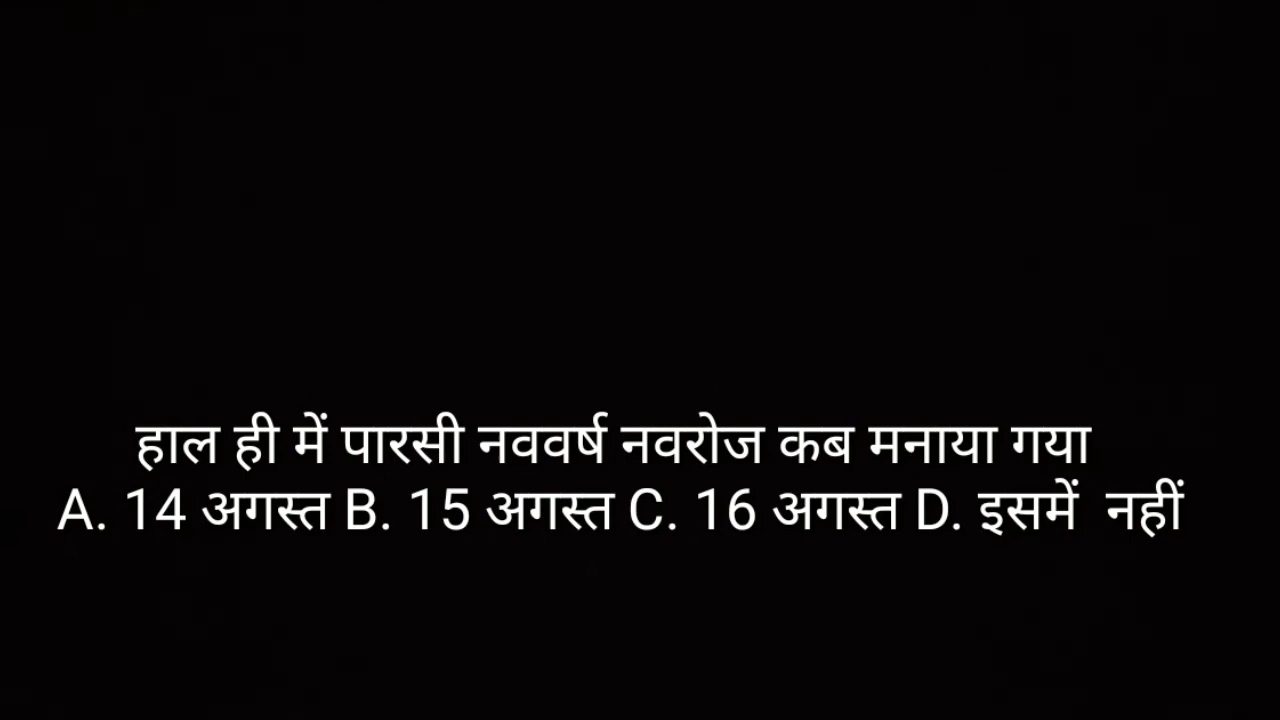 हाल ही में पारसी नववर्ष नवरोज कब मनाया गया
A. 14 अगस्त B. 15 अगस्त C. 16 अगस्त D. इसमें  नहीं